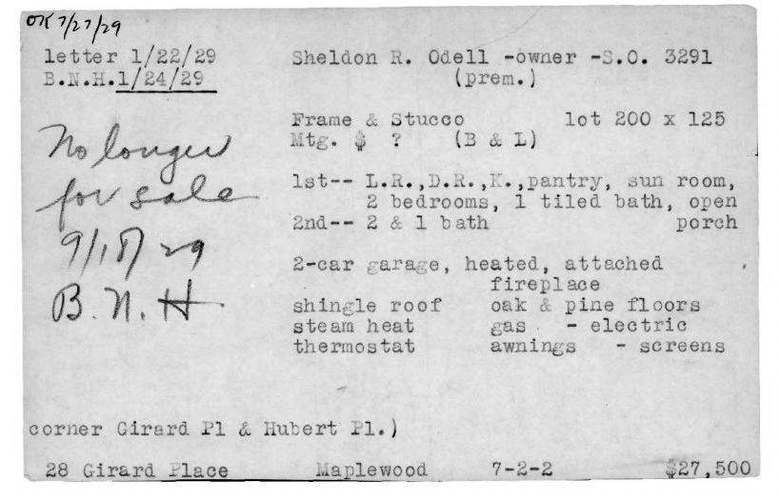 OK 7/27/29
letter 1/22/29 Sheldon R. Odell -owner -S.O. 3291
B.N.H.1/24/29 (prem.)
Frame & Stucco lot 200 x 125
Mtg. $ ? (B & L)
No longer
for sale
9/18/29
B.N.H
1st-- L.R.,D.R.,K.,pantry, sun room,
2 bedrooms, 1 tiled bath, open
2nd-- 2 & 1 bath porch
2-car garage, heated, attached
fireplace
shingle roof oak & pine floors
steam heat gas - electric
thermostat awnings - screens
corner Girard Pl & Hubert Pl.)
28 Girard Place Maplewood 7-2-2 $27,500